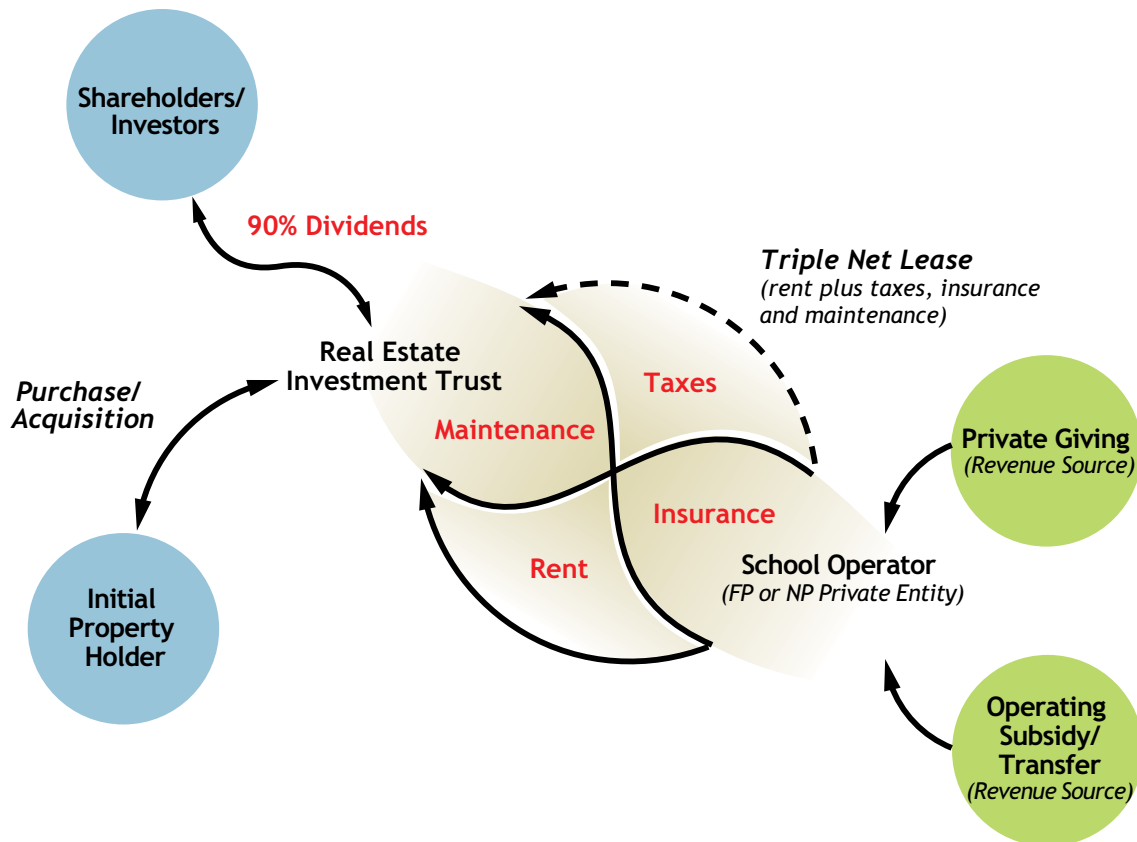 Shareholders/
Investors
90% Dividends
Triple Net Lease
(rent plus taxes, insurance
and maintenance)
Real Estate
Investment Trust
Purchase/
Acquisition
Taxes
Maintenance
Private Giving
(Revenue Source)
Insurance
Rent
School Operator
(FP or NP Private Entity)
Initial
Property
Holder
Operating
Subsidy/
Transfer
(Revenue Source)